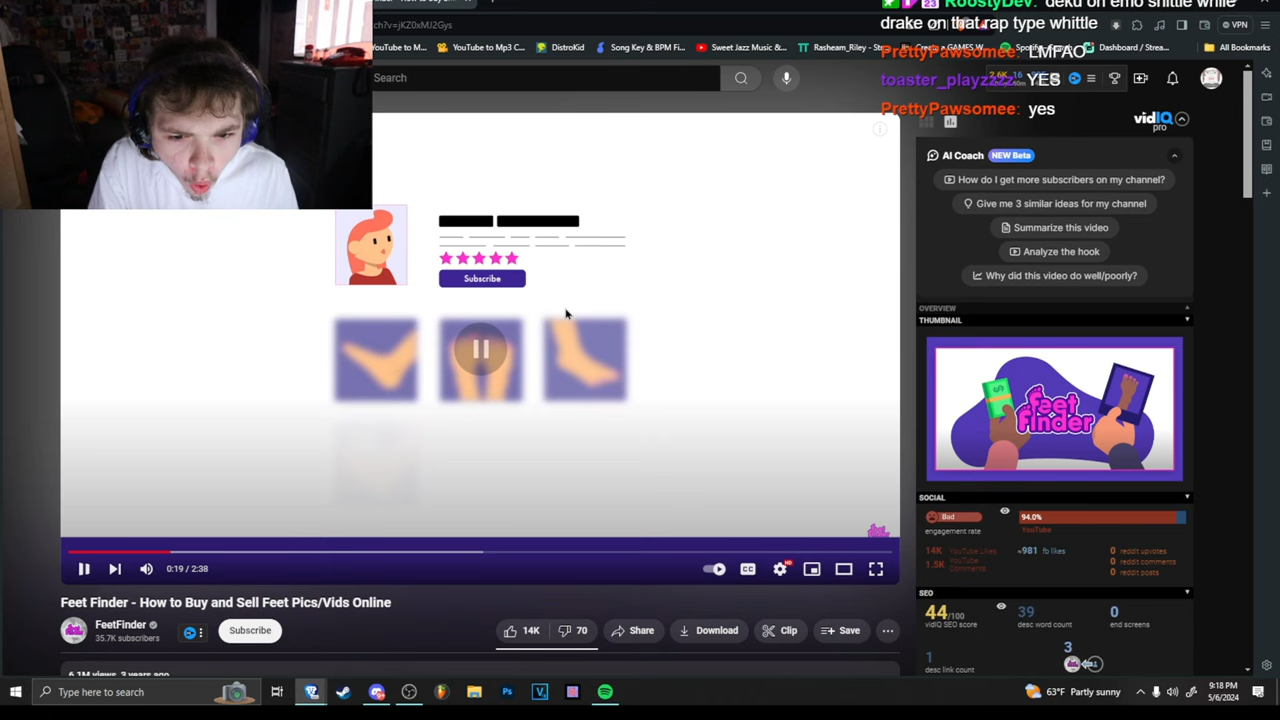 RoostyDev: deku on emo shittle while
drake on that rap type whittle
PrettyPawsomee: LMFAO
toaster_playzzzz: YES
PrettyPawsomee: yes
ch?v=jKZ0xMJ2Gys
VPN
YouTube to M...
YouTube to Mp3 C...
DistroKid
Song Key & BPM Fi...
Sweet Jazz Music &...
Rasheam_Riley - Str...
Create a GAMES W...
Dashboard / Strea...
All Bookmarks
Search
vidIQ
pro
AI Coach NEW Beta
How do I get more subscribers on my channel?
Give me 3 similar ideas for my channel
Summarize this video
Analyze the hook
Why did this video do well/poorly?
Subscribe
OVERVIEW
THUMBNAIL
feet
finder
SOCIAL
Bad
engagement rate
94.0%
YouTube
14K YouTube Likes
≈981 fb likes
0 reddit upvotes
1.5K YouTube Comments
0 reddit comments
0 reddit posts
SEO
44/100
vidIQ SEO score
39
desc word count
0
end screens
1
desc link count
3
0:19 / 2:38
CC
HD
Feet Finder - How to Buy and Sell Feet Pics/Vids Online
FeetFinder
35.7K subscribers
Subscribe
14K
70
Share
Download
Clip
Save
6.1M views 3 years ago
Type here to search
63°F Partly sunny
9:18 PM
5/6/2024